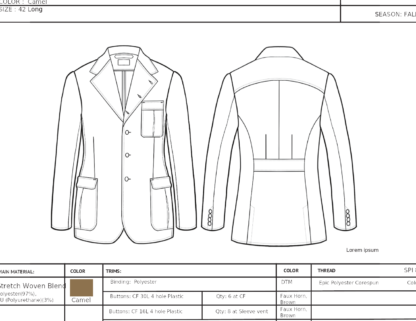 COLOR : Camel
SIZE : 42 Long
SEASON: FAL
Lorem Ipsum
MAIN MATERIAL:
COLOR
TRIMS:
COLOR
THREAD
SPI
Stretch Woven Blend
Polyester(97%),
(Polyurethane(3%)
Camel
Binding: Polyester
DTM
Epic Polyester Corespun
Buttons: CF 30L 4 hole Plastic
Qty: 6 at CF
Faux Horn,
Brown
Buttons: CF 18L 4 hole Plastic
Qty: 8 at Sleeve vent
Faux Horn,
Brown